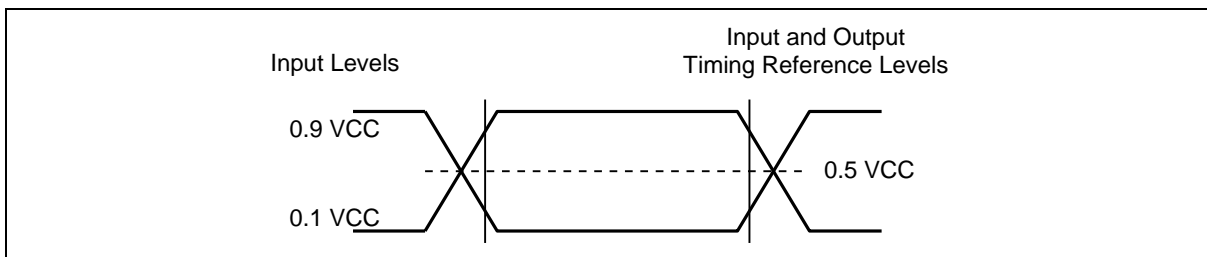 Input Levels
Input and Output
Timing Reference Levels
0.9 VCC
0.5 VCC
0.1 VCC